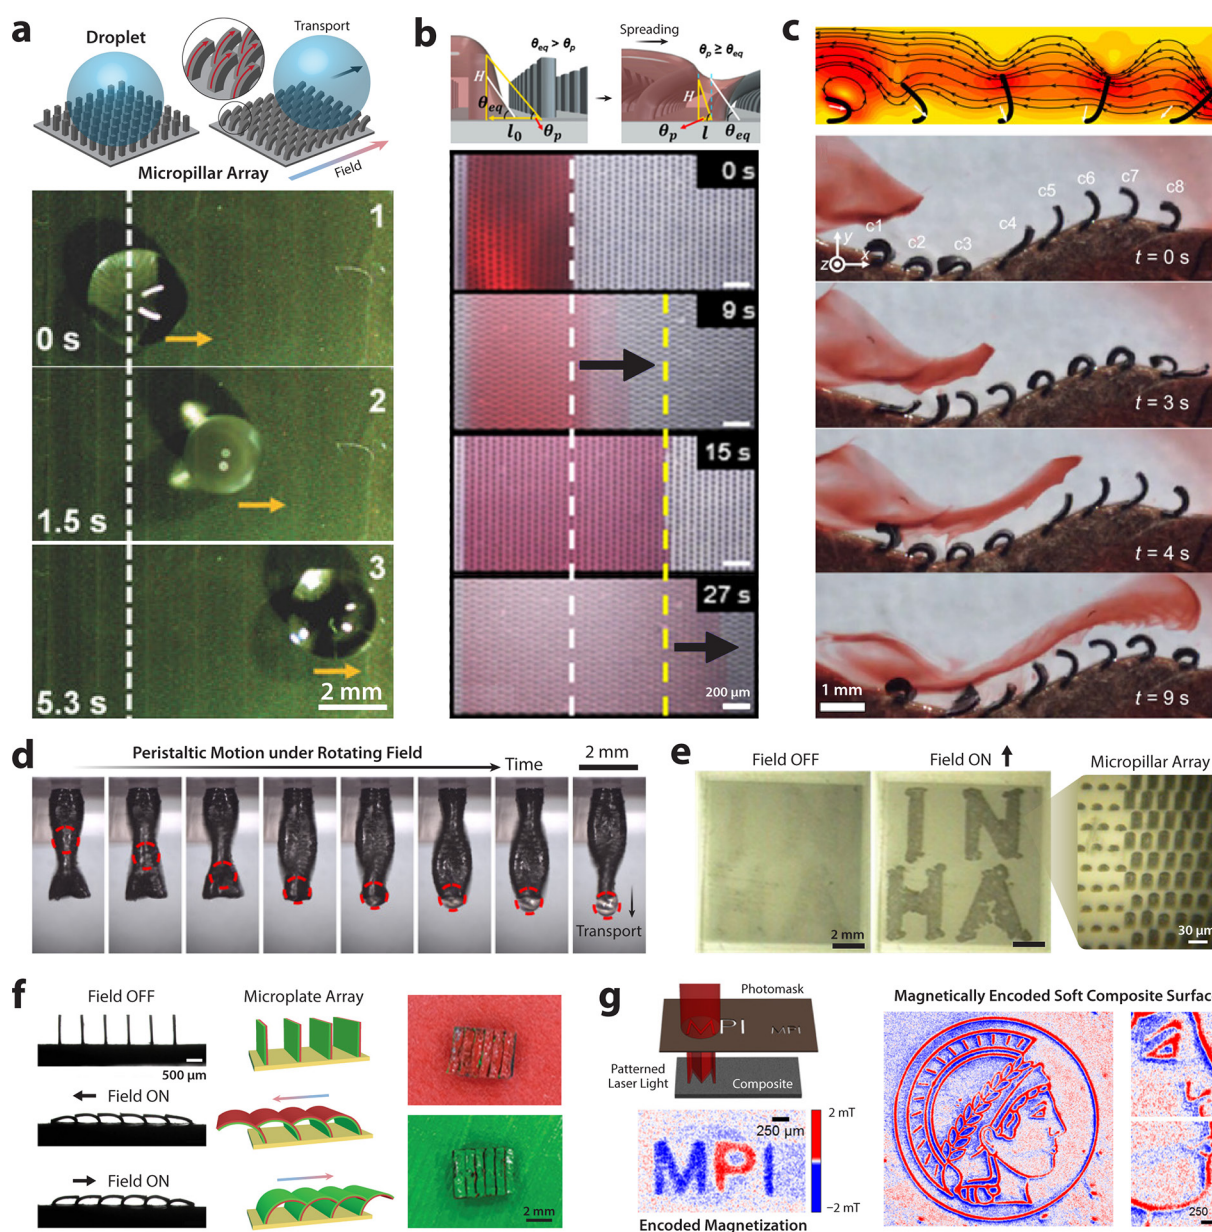 a
Droplet
Transport
Micropillar Array
Field
1
0 s
2
1.5 s
3
5.3 s
2 mm
b
Spreading
θeq > θp
θp ≥ θeq
H
θeq
l0
θp
H
θp
l
θeq
0 s
9 s
15 s
27 s
200 µm
c
c1
c2
c3
c4
c5
c6
c7
c8
y
z
x
t = 0 s
t = 3 s
t = 4 s
t = 9 s
1 mm
d
Peristaltic Motion under Rotating Field
Time
2 mm
Transport
e
Field OFF
Field ON
Micropillar Array
I N
H A
2 mm
30 µm
f
Field OFF
Microplate Array
500 µm
Field ON
Field ON
2 mm
g
Photomask
MPI
MPI
Patterned
Laser Light
Composite
2 mT
250 µm
MPI
−2 mT
Encoded Magnetization
Magnetically Encoded Soft Composite Surfac
250